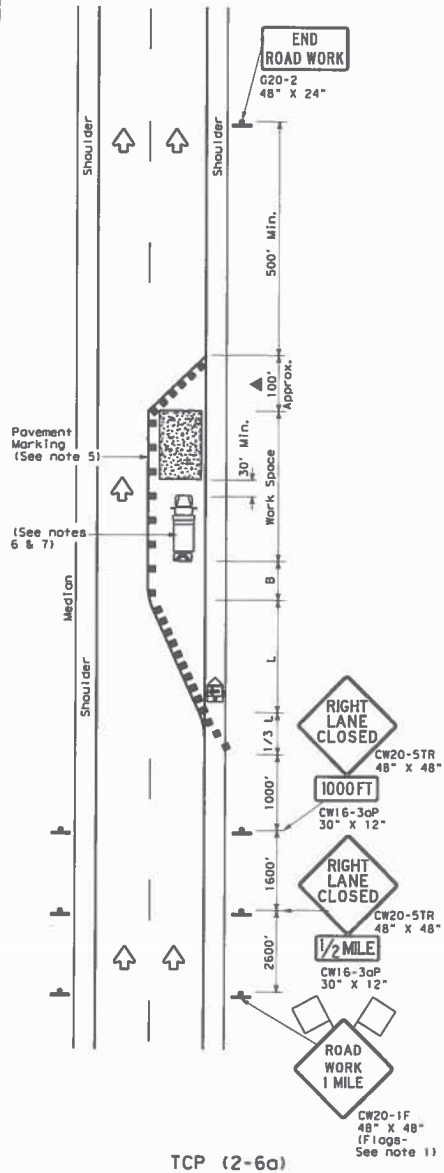 END
ROAD WORK
G20-2
48" X 24"
Shoulder
Shoulder
500' Min.
100'
Approx.
Pavement
Marking
(See note 5)
30' Min.
Work Space
(See notes
6 & 7)
B
Median
L
Shoulder
1/3 L
RIGHT
LANE
CLOSED
CW20-5TR
48" X 48"
1000 FT
CW16-3aP
30" X 12"
1000'
1600'
RIGHT
LANE
CLOSED
CW20-5TR
48" X 48"
1/2 MILE
CW16-3aP
30" X 12"
2600'
ROAD
WORK
1 MILE
CW20-1F
48" X 48"
(Flags-
See note 1)
TCP (2-6a)